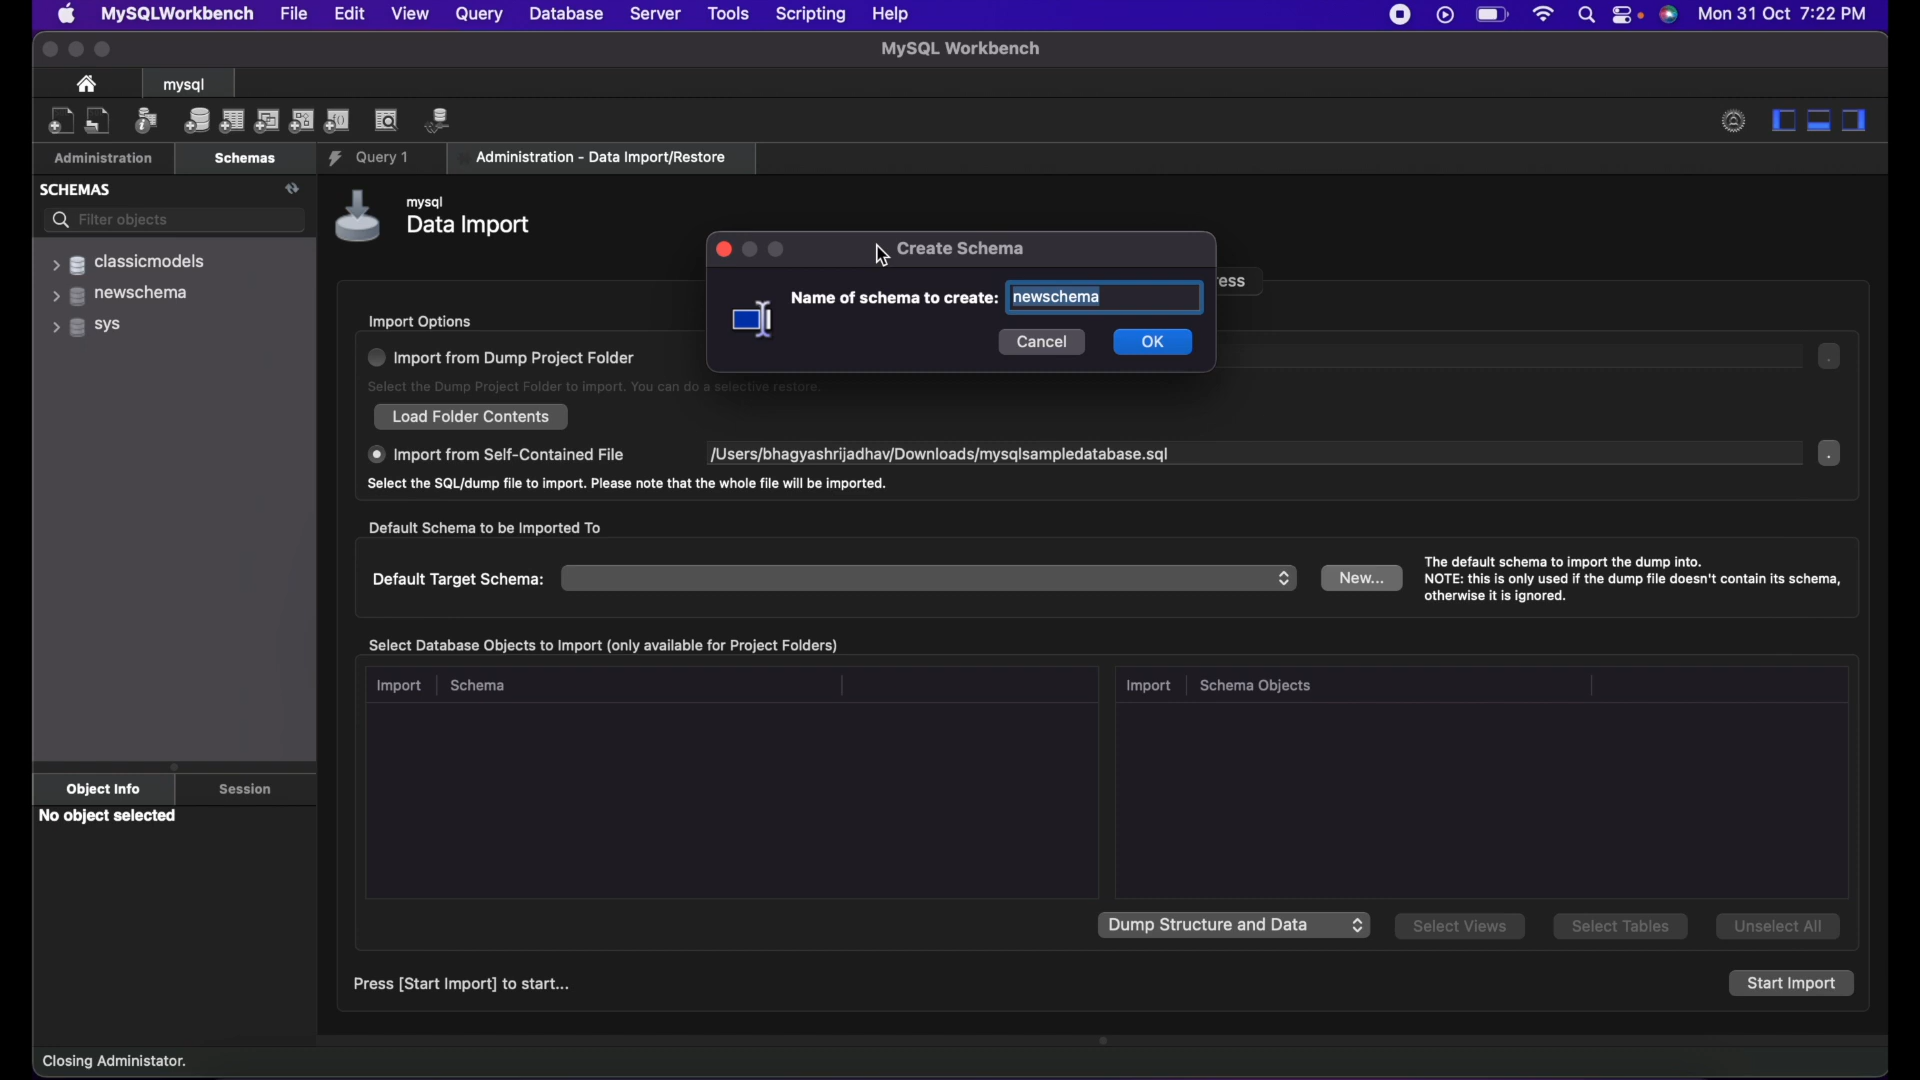 MySQLWorkbench File Edit View Query Database Server Tools Scripting Help Mon 31 Oct 7:22 PM
MySQL Workbench
mysql
Administration Schemas Query 1 Administration - Data Import/Restore
SCHEMAS
Filter objects
classicmodels
newschema
sys
Object Info Session
No object selected
mysql
Data Import
ess
Create Schema
Name of schema to create: newschema
Cancel OK
Import Options
Import from Dump Project Folder .
Select the Dump Project Folder to import. You can do a selective restore.
Load Folder Contents
Import from Self-Contained File /Users/bhagyashrijadhav/Downloads/mysqlsampledatabase.sql .
Select the SQL/dump file to import. Please note that the whole file will be imported.
Default Schema to be Imported To
Default Target Schema: New...
The default schema to import the dump into.
NOTE: this is only used if the dump file doesn't contain its schema,
otherwise it is ignored.
Select Database Objects to Import (only available for Project Folders)
Import Schema Import Schema Objects
Dump Structure and Data Select Views Select Tables Unselect All
Press [Start Import] to start... Start Import
Closing Administator.